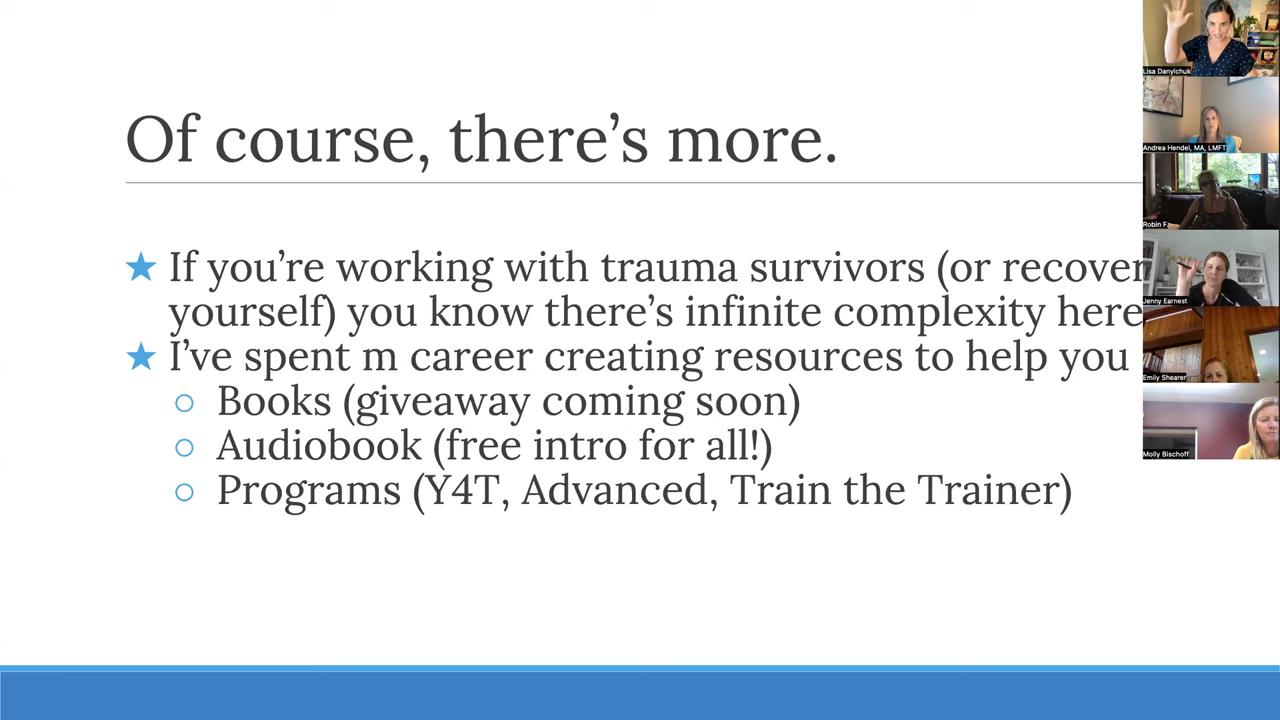 Of course, there's more.
★ If you're working with trauma survivors (or recover
yourself) you know there's infinite complexity here
★ I've spent m career creating resources to help you
○ Books (giveaway coming soon)
○ Audiobook (free intro for all!)
○ Programs (Y4T, Advanced, Train the Trainer)
Lisa Danylchuk
Andrea Hendel, MA, LMFT
Robin F.
Jenny Earnest
Emily Shearer
Molly Bischoff